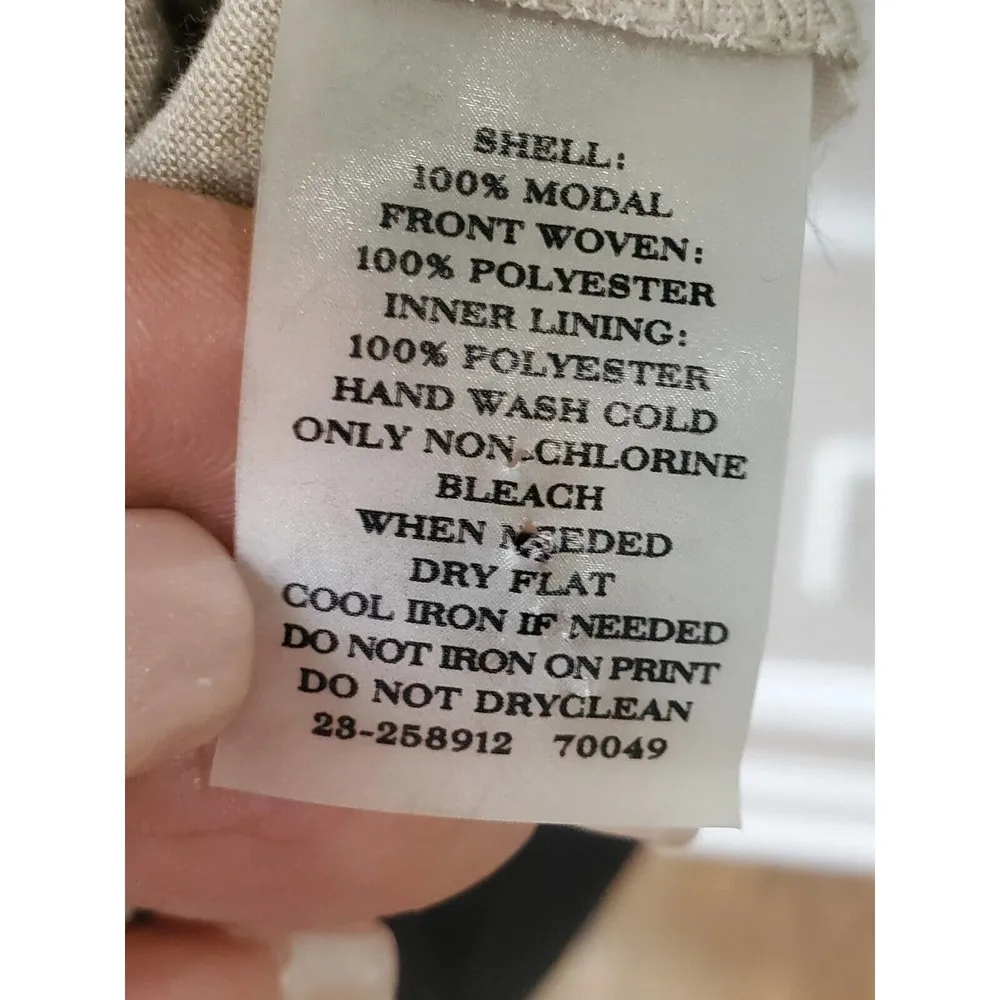 SHELL:
100% MODAL
FRONT WOVEN:
100% POLYESTER
INNER LINING:
100% POLYESTER
HAND WASH COLD
ONLY NON-CHLORINE
BLEACH
WHEN NEEDED
DRY FLAT
COOL IRON IF NEEDED
DO NOT IRON ON PRINT
DO NOT DRYCLEAN
28-258912 70049